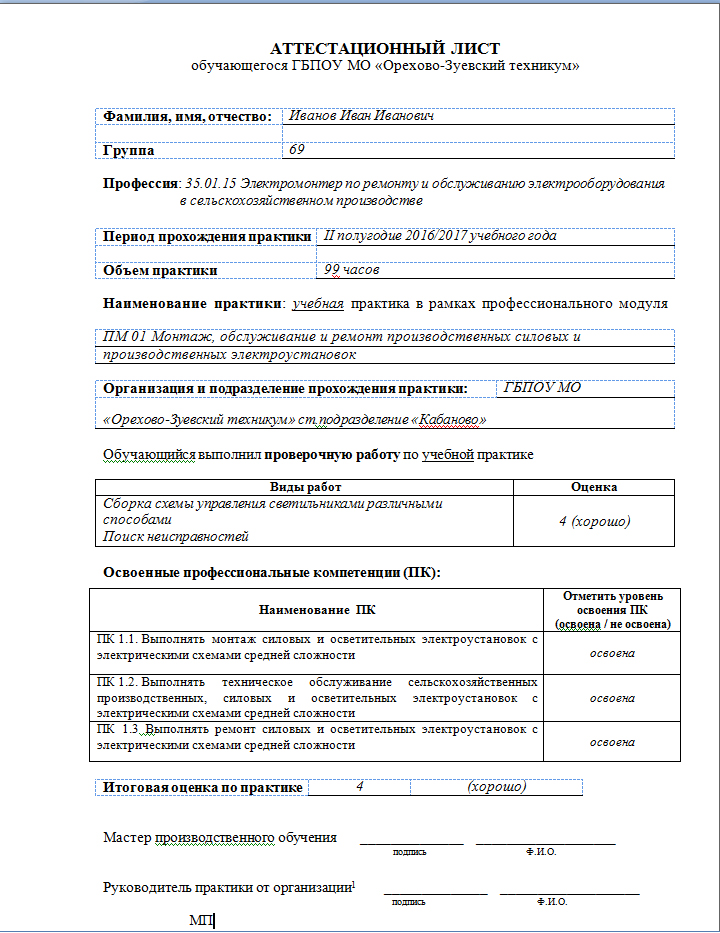 АТТЕСТАЦИОННЫЙ ЛИСТ
обучающегося ГБПОУ МО «Орехово-Зуевский техникум»
Фамилия, имя, отчество: Иванов Иван Иванович
Группа 69
Профессия: 35.01.15 Электромонтер по ремонту и обслуживанию электрооборудования
в сельскохозяйственном производстве
Период прохождения практики II полугодие 2016/2017 учебного года
Объем практики 99 часов
Наименование практики: учебная практика в рамках профессионального модуля
ПМ 01 Монтаж, обслуживание и ремонт производственных силовых и
производственных электроустановок
Организация и подразделение прохождения практики: ГБПОУ МО
«Орехово-Зуевский техникум» ст.подразделение «Кабаново»
Обучающийся выполнил проверочную работу по учебной практике
Виды работ Оценка
Сборка схемы управления светильниками различными
способами
Поиск неисправностей
4 (хорошо)
Освоенные профессиональные компетенции (ПК):
Наименование ПК
Отметить уровень
освоения ПК
(освоена / не освоена)
ПК 1.1. Выполнять монтаж силовых и осветительных электроустановок с
электрическими схемами средней сложности
освоена
ПК 1.2. Выполнять техническое обслуживание сельскохозяйственных
производственных, силовых и осветительных электроустановок с
электрическими схемами средней сложности
освоена
ПК 1.3. Выполнять ремонт силовых и осветительных электроустановок с
электрическими схемами средней сложности
освоена
Итоговая оценка по практике 4 (хорошо)
Мастер производственного обучения _______________ ____________________
подпись Ф.И.О.
Руководитель практики от организации¹ _______________ ____________________
подпись Ф.И.О.
МП